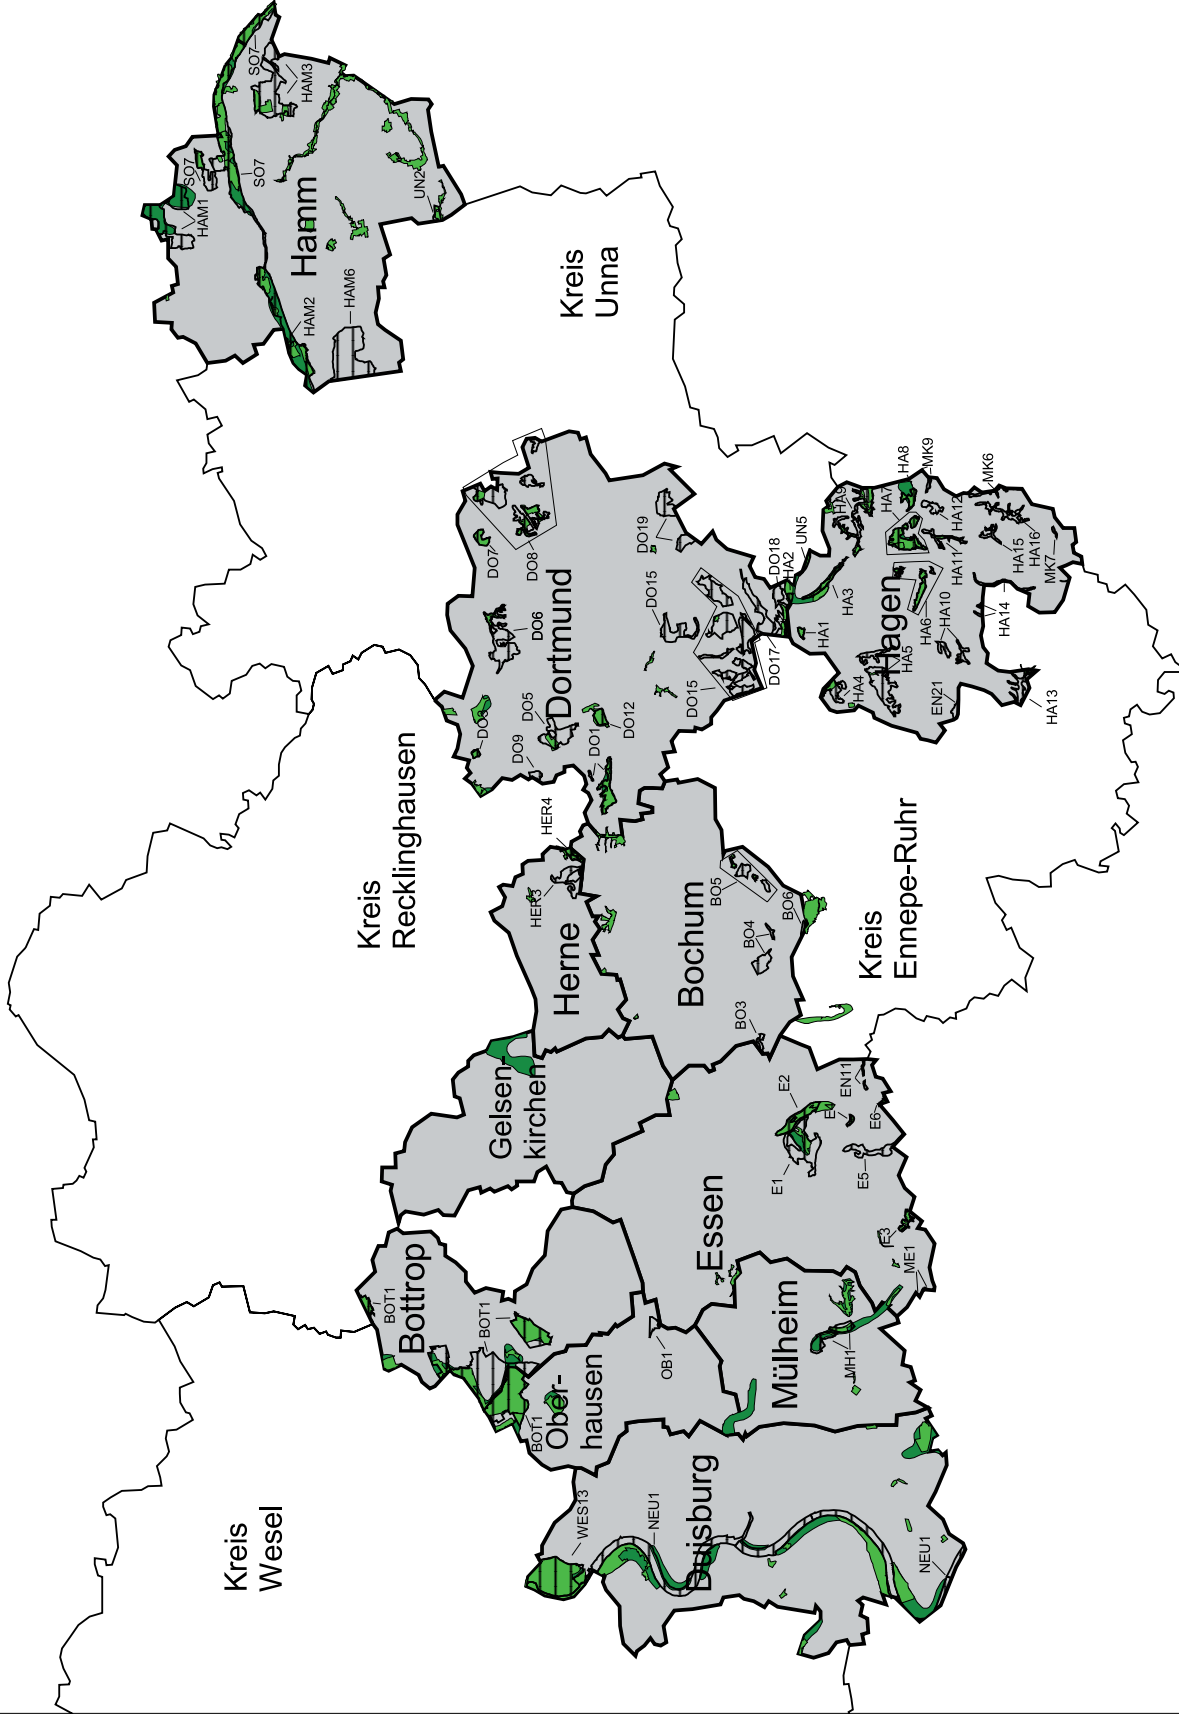 Kreis
Wesel
Kreis
Recklinghausen
Kreis
Unna
Kreis
Ennepe-Ruhr
Duisburg
WES13
NEU1
NEU1
Ober-
hausen
BOT1
OB1
Bottrop
BOT1
BOT1
Mülheim
MH1
ME1
Essen
E1
E2
E3
E5
E6
EN11
Gelsen-
kirchen
Herne
HER3
HER4
Bochum
BO3
BO4
BO5
BO6
Dortmund
DO3
DO9
DO5
DO1
DO12
DO6
DO7
DO8
DO15
DO15
DO17
DO18
DO19
Hagen
HA1
HA2
UN5
HA3
HA4
HA5
HA6
HA7
HA8
HA9
MK9
HA10
HA11
HA12
EN21
HA13
HA14
HA15
HA16
MK6
MK7
Hamm
HAM1
HAM2
HAM3
HAM6
SO7
SO7
SO7
UN2